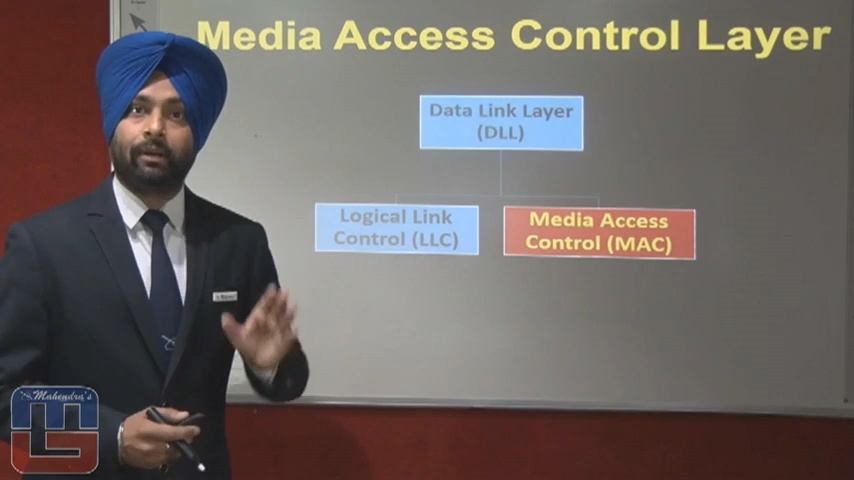 Media Access Control Layer
Data Link Layer
(DLL)
Logical Link
Control (LLC)
Media Access
Control (MAC)
Mahendra's